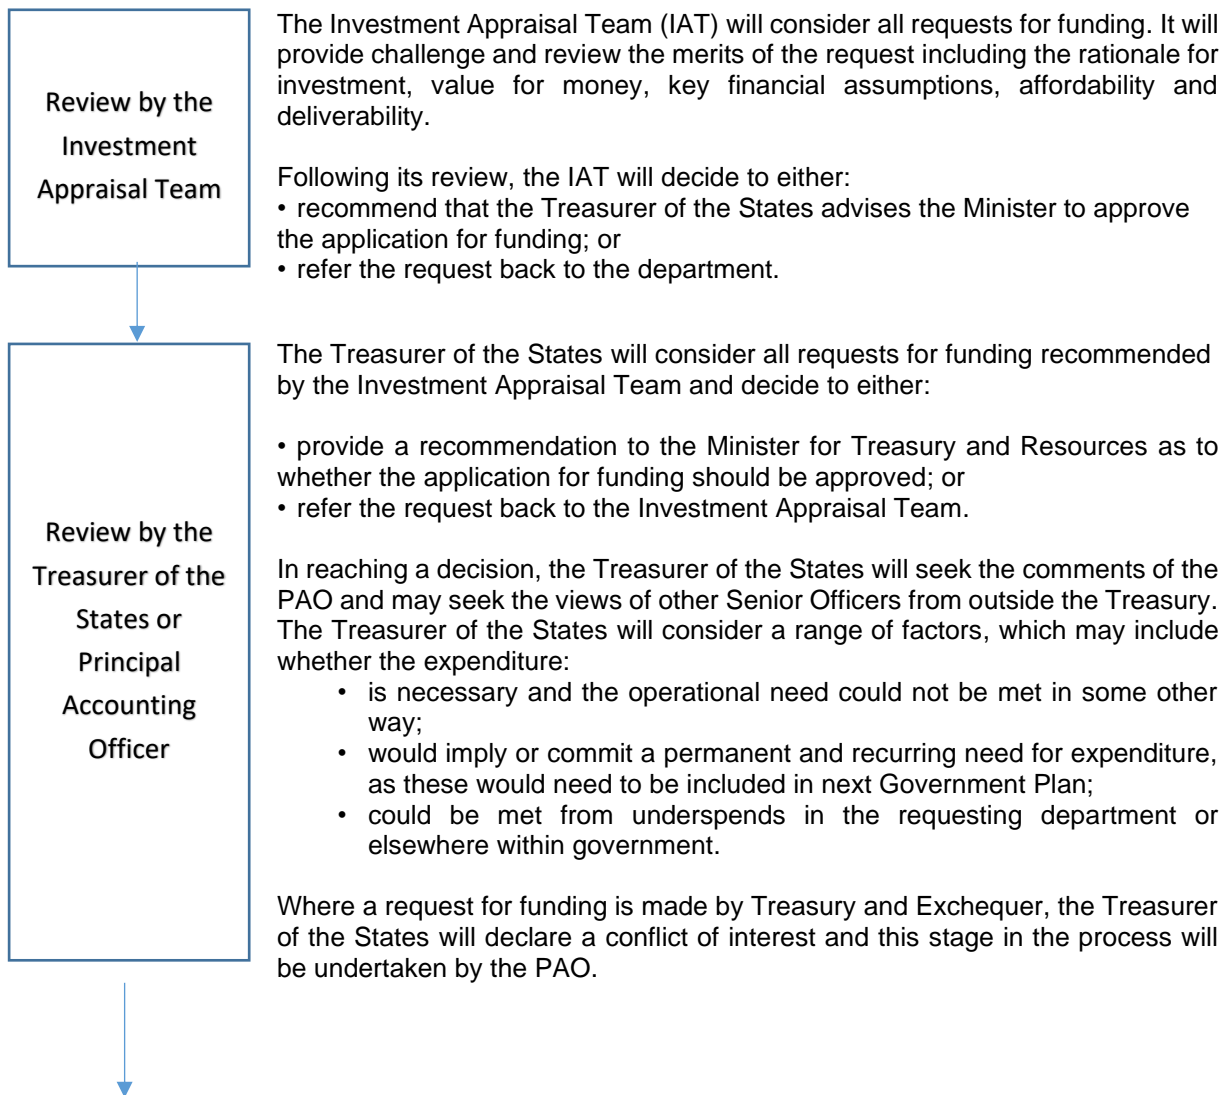 Review by the
Investment
Appraisal Team
The Investment Appraisal Team (IAT) will consider all requests for funding. It will
provide challenge and review the merits of the request including the rationale for
investment, value for money, key financial assumptions, affordability and
deliverability.
Following its review, the IAT will decide to either:
• recommend that the Treasurer of the States advises the Minister to approve
the application for funding; or
• refer the request back to the department.
Review by the
Treasurer of the
States or
Principal
Accounting
Officer
The Treasurer of the States will consider all requests for funding recommended
by the Investment Appraisal Team and decide to either:
• provide a recommendation to the Minister for Treasury and Resources as to
whether the application for funding should be approved; or
• refer the request back to the Investment Appraisal Team.
In reaching a decision, the Treasurer of the States will seek the comments of the
PAO and may seek the views of other Senior Officers from outside the Treasury.
The Treasurer of the States will consider a range of factors, which may include
whether the expenditure:
• is necessary and the operational need could not be met in some other
way;
• would imply or commit a permanent and recurring need for expenditure,
as these would need to be included in next Government Plan;
• could be met from underspends in the requesting department or
elsewhere within government.
Where a request for funding is made by Treasury and Exchequer, the Treasurer
of the States will declare a conflict of interest and this stage in the process will
be undertaken by the PAO.